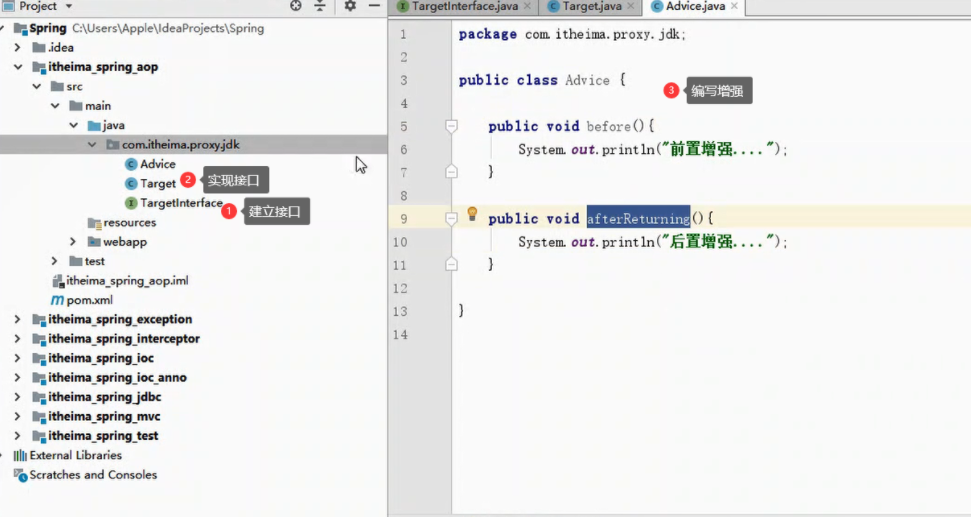 Project
Spring C:\Users\Apple\IdeaProjects\Spring
.idea
itheima_spring_aop
src
main
java
com.itheima.proxy.jdk
Advice
Target 2 实现接口
TargetInterface 1 建立接口
resources
webapp
test
itheima_spring_aop.iml
pom.xml
itheima_spring_exception
itheima_spring_interceptor
itheima_spring_ioc
itheima_spring_ioc_anno
itheima_spring_jdbc
itheima_spring_mvc
itheima_spring_test
External Libraries
Scratches and Consoles
TargetInterface.java Target.java Advice.java
1 package com.itheima.proxy.jdk;
2
3 public class Advice {
3 编写增强
4
5 public void before(){
6 System.out.println("前置增强....");
7 }
8
9 public void afterReturning(){
10 System.out.println("后置增强....");
11 }
12
13 }
14